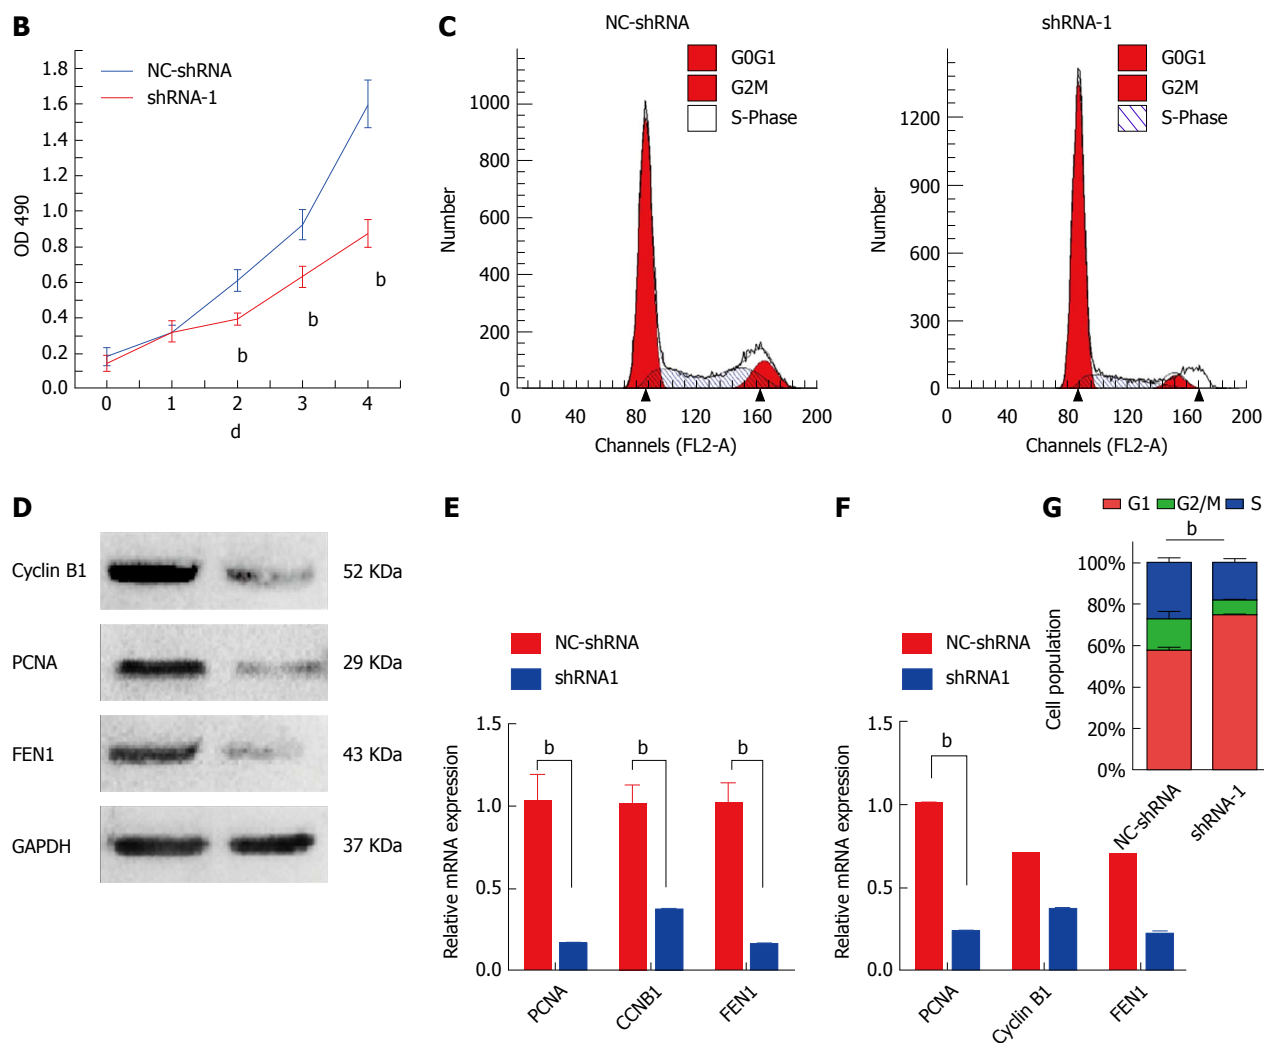 B
NC-shRNA
shRNA-1
OD 490
1.8
1.6
1.4
1.2
1.0
0.8
0.6
0.4
0.2
0.0
b
b
b
0 1 2 3 4
d
C
NC-shRNA
G0G1
G2M
S-Phase
Number
1000
800
600
400
200
0
0 40 80 120 160 200
Channels (FL2-A)
shRNA-1
G0G1
G2M
S-Phase
Number
1200
900
600
300
0
0 40 80 120 160 200
Channels (FL2-A)
D
Cyclin B1 52 KDa
PCNA 29 KDa
FEN1 43 KDa
GAPDH 37 KDa
E
NC-shRNA
shRNA1
Relative mRNA expression
1.5
1.0
0.5
0.0
b b b
PCNA CCNB1 FEN1
F
NC-shRNA
shRNA1
Relative mRNA expression
1.5
1.0
0.5
0.0
b
PCNA Cyclin B1 FEN1
G
G1 G2/M S
b
Cell population
100%
80%
60%
40%
20%
0%
NC-shRNA shRNA-1